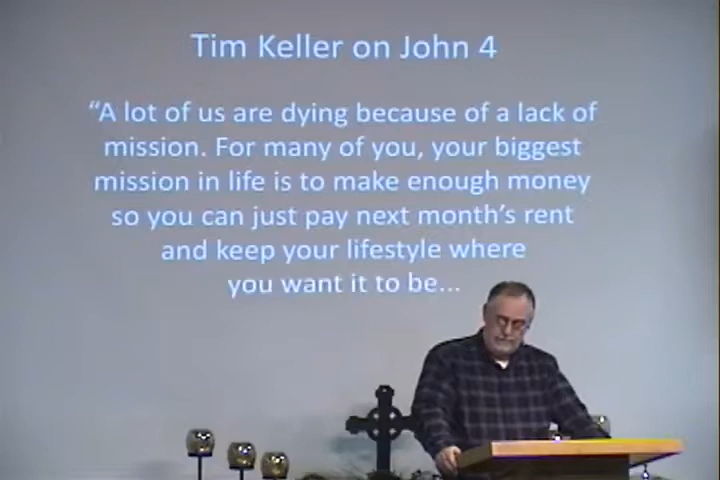 Tim Keller on John 4
“A lot of us are dying because of a lack of
mission. For many of you, your biggest
mission in life is to make enough money
so you can just pay next month’s rent
and keep your lifestyle where
you want it to be...